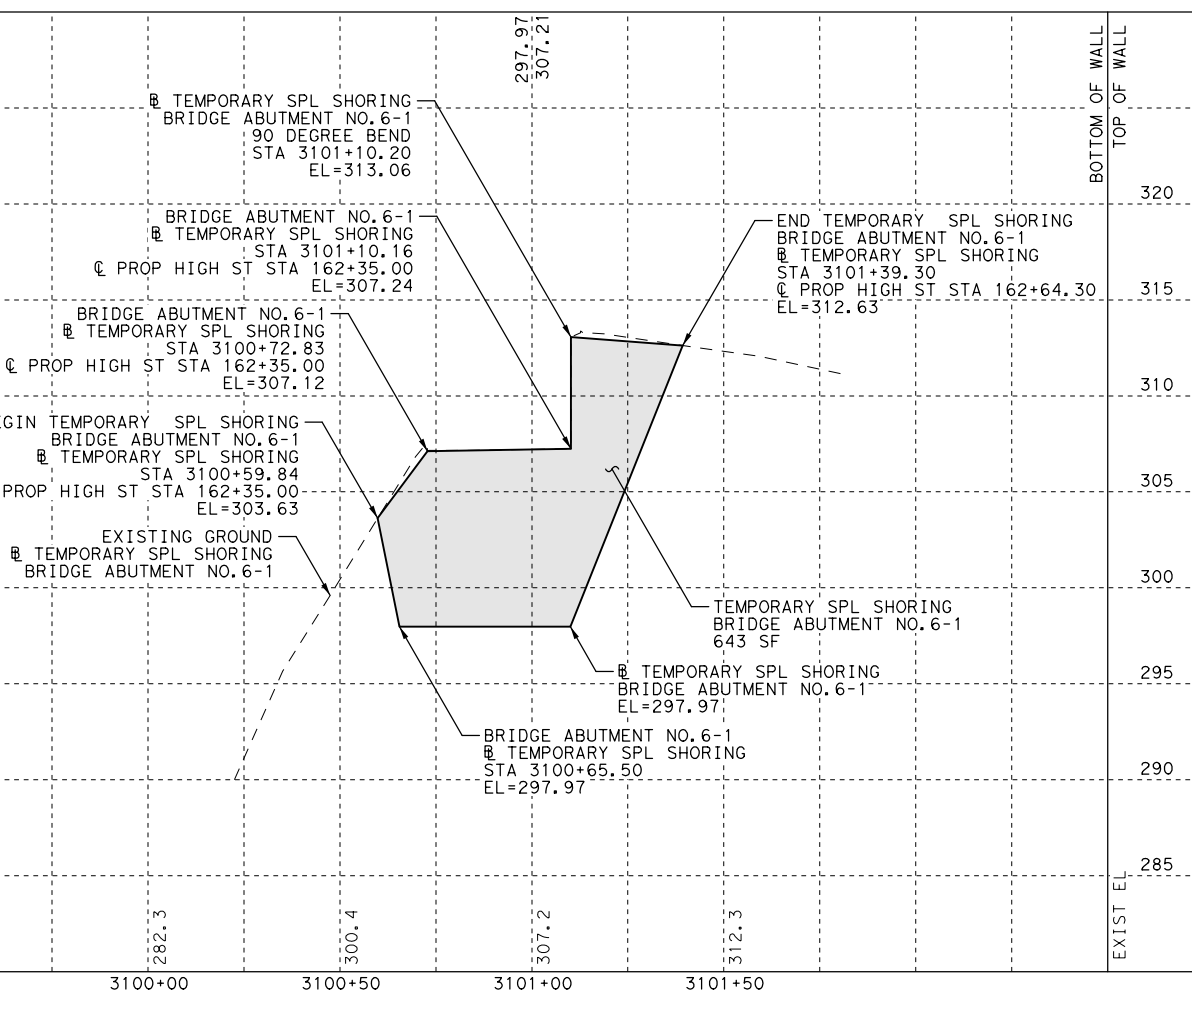 297.97
307.21
BOTTOM OF WALL
TOP OF WALL
℄ TEMPORARY SPL SHORING
BRIDGE ABUTMENT NO.6-1
90 DEGREE BEND
STA 3101+10.20
EL=313.06
BRIDGE ABUTMENT NO.6-1
℄ TEMPORARY SPL SHORING
STA 3101+10.16
℄ PROP HIGH ST STA 162+35.00
EL=307.24
END TEMPORARY SPL SHORING
BRIDGE ABUTMENT NO.6-1
℄ TEMPORARY SPL SHORING
STA 3101+39.30
℄ PROP HIGH ST STA 162+64.30
EL=312.63
BRIDGE ABUTMENT NO.6-1
℄ TEMPORARY SPL SHORING
STA 3100+72.83
℄ PROP HIGH ST STA 162+35.00
EL=307.12
GIN TEMPORARY SPL SHORING
BRIDGE ABUTMENT NO.6-1
℄ TEMPORARY SPL SHORING
STA 3100+59.84
PROP HIGH ST STA 162+35.00
EL=303.63
EXISTING GROUND
℄ TEMPORARY SPL SHORING
BRIDGE ABUTMENT NO.6-1
TEMPORARY SPL SHORING
BRIDGE ABUTMENT NO.6-1
643 SF
℄ TEMPORARY SPL SHORING
BRIDGE ABUTMENT NO.6-1
EL=297.97
BRIDGE ABUTMENT NO.6-1
℄ TEMPORARY SPL SHORING
STA 3100+65.50
EL=297.97
320
315
310
305
300
295
290
285
282.3
300.4
307.2
312.3
EXIST EL
3100+00
3100+50
3101+00
3101+50